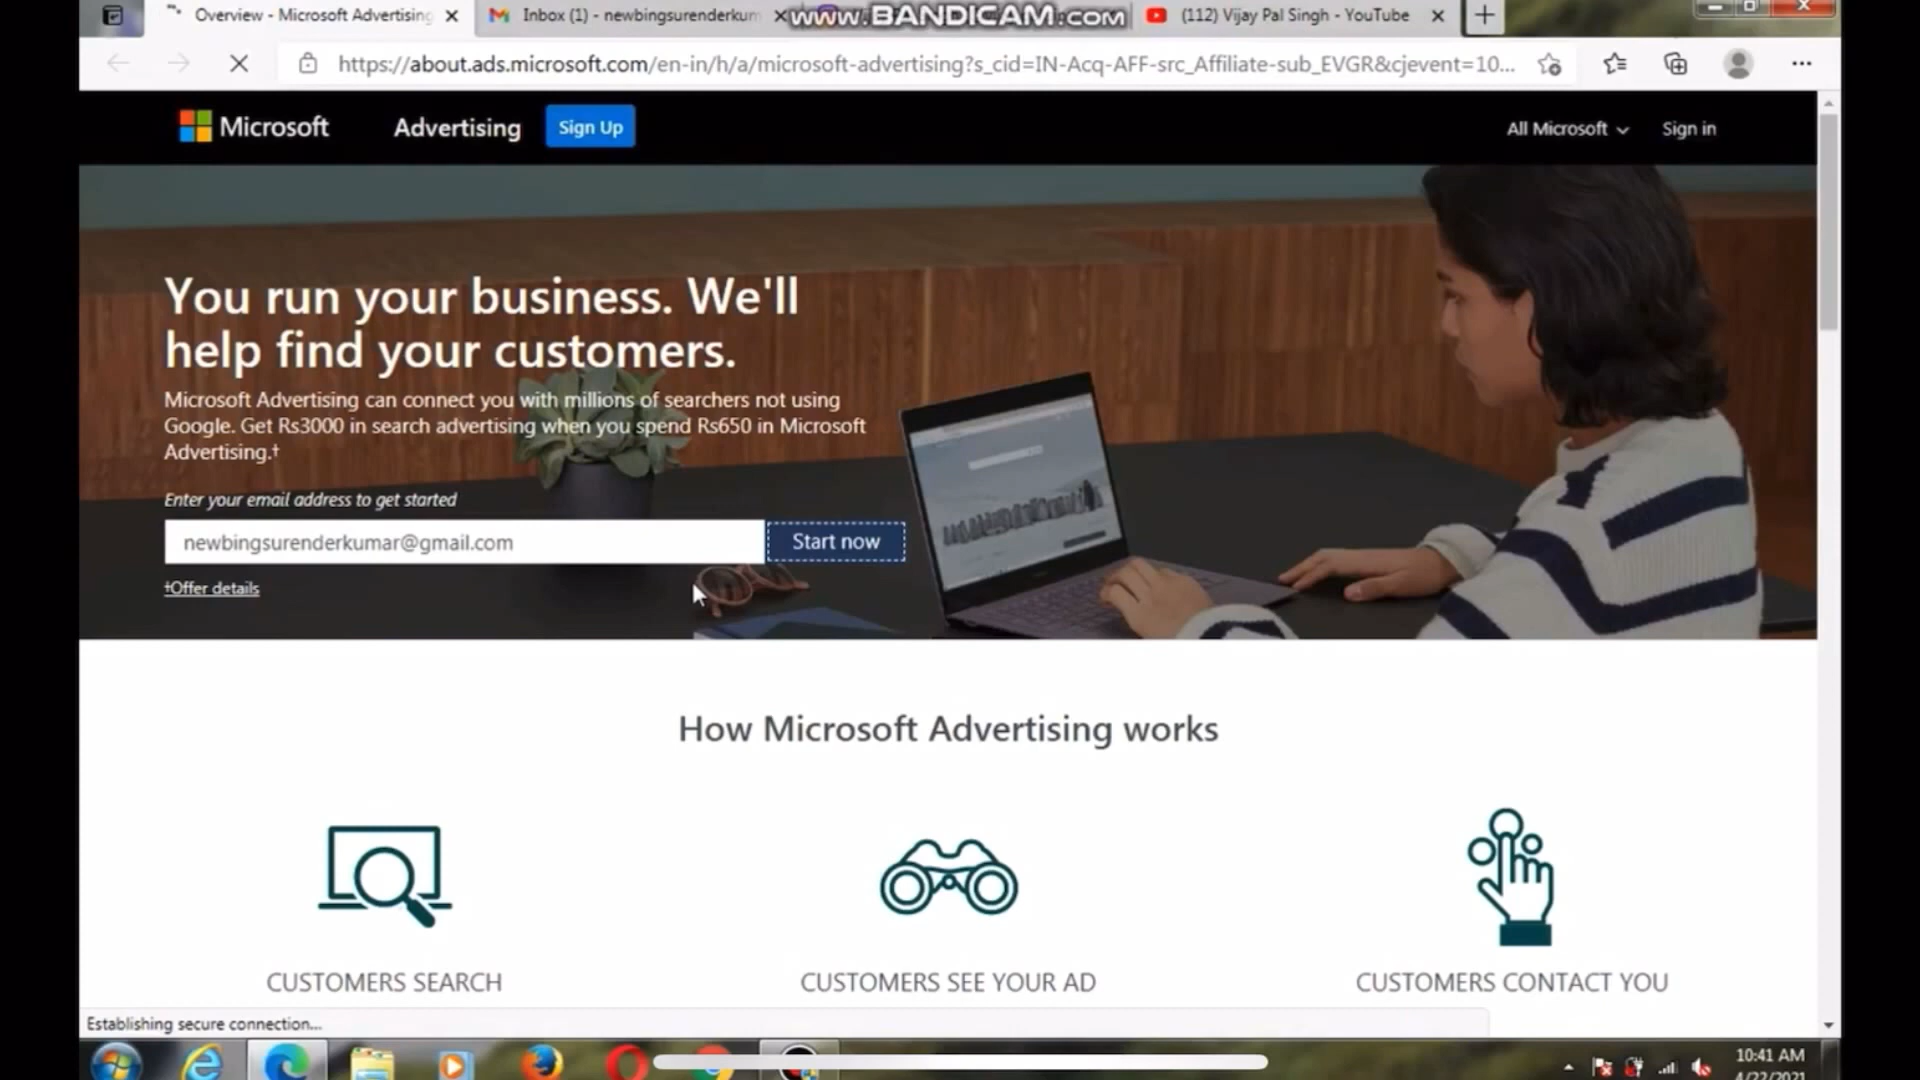 Overview - Microsoft Advertising
Inbox (1) - newbingsurenderkum
www.BANDICAM.com
(112) Vijay Pal Singh - YouTube
https://about.ads.microsoft.com/en-in/h/a/microsoft-advertising?s_cid=IN-Acq-AFF-src_Affiliate-sub_EVGR&cjevent=10...
Microsoft
Advertising
Sign Up
All Microsoft
Sign in
You run your business. We'll
help find your customers.
Microsoft Advertising can connect you with millions of searchers not using
Google. Get Rs3000 in search advertising when you spend Rs650 in Microsoft
Advertising.†
Enter your email address to get started
newbingsurenderkumar@gmail.com
Start now
†Offer details
How Microsoft Advertising works
CUSTOMERS SEARCH
CUSTOMERS SEE YOUR AD
CUSTOMERS CONTACT YOU
Establishing secure connection...
10:41 AM
4/22/2021